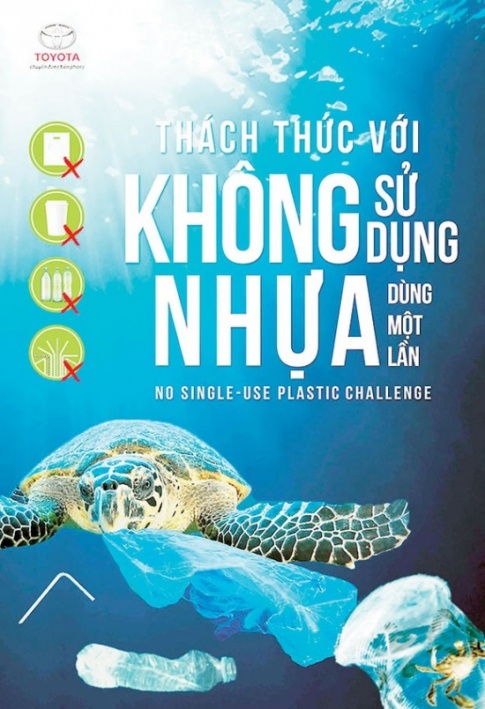 TOYOTA
THÁCH THỨC VỚI
KHÔNG SỬ DỤNG
NHỰA DÙNG MỘT LẦN
NO SINGLE-USE PLASTIC CHALLENGE